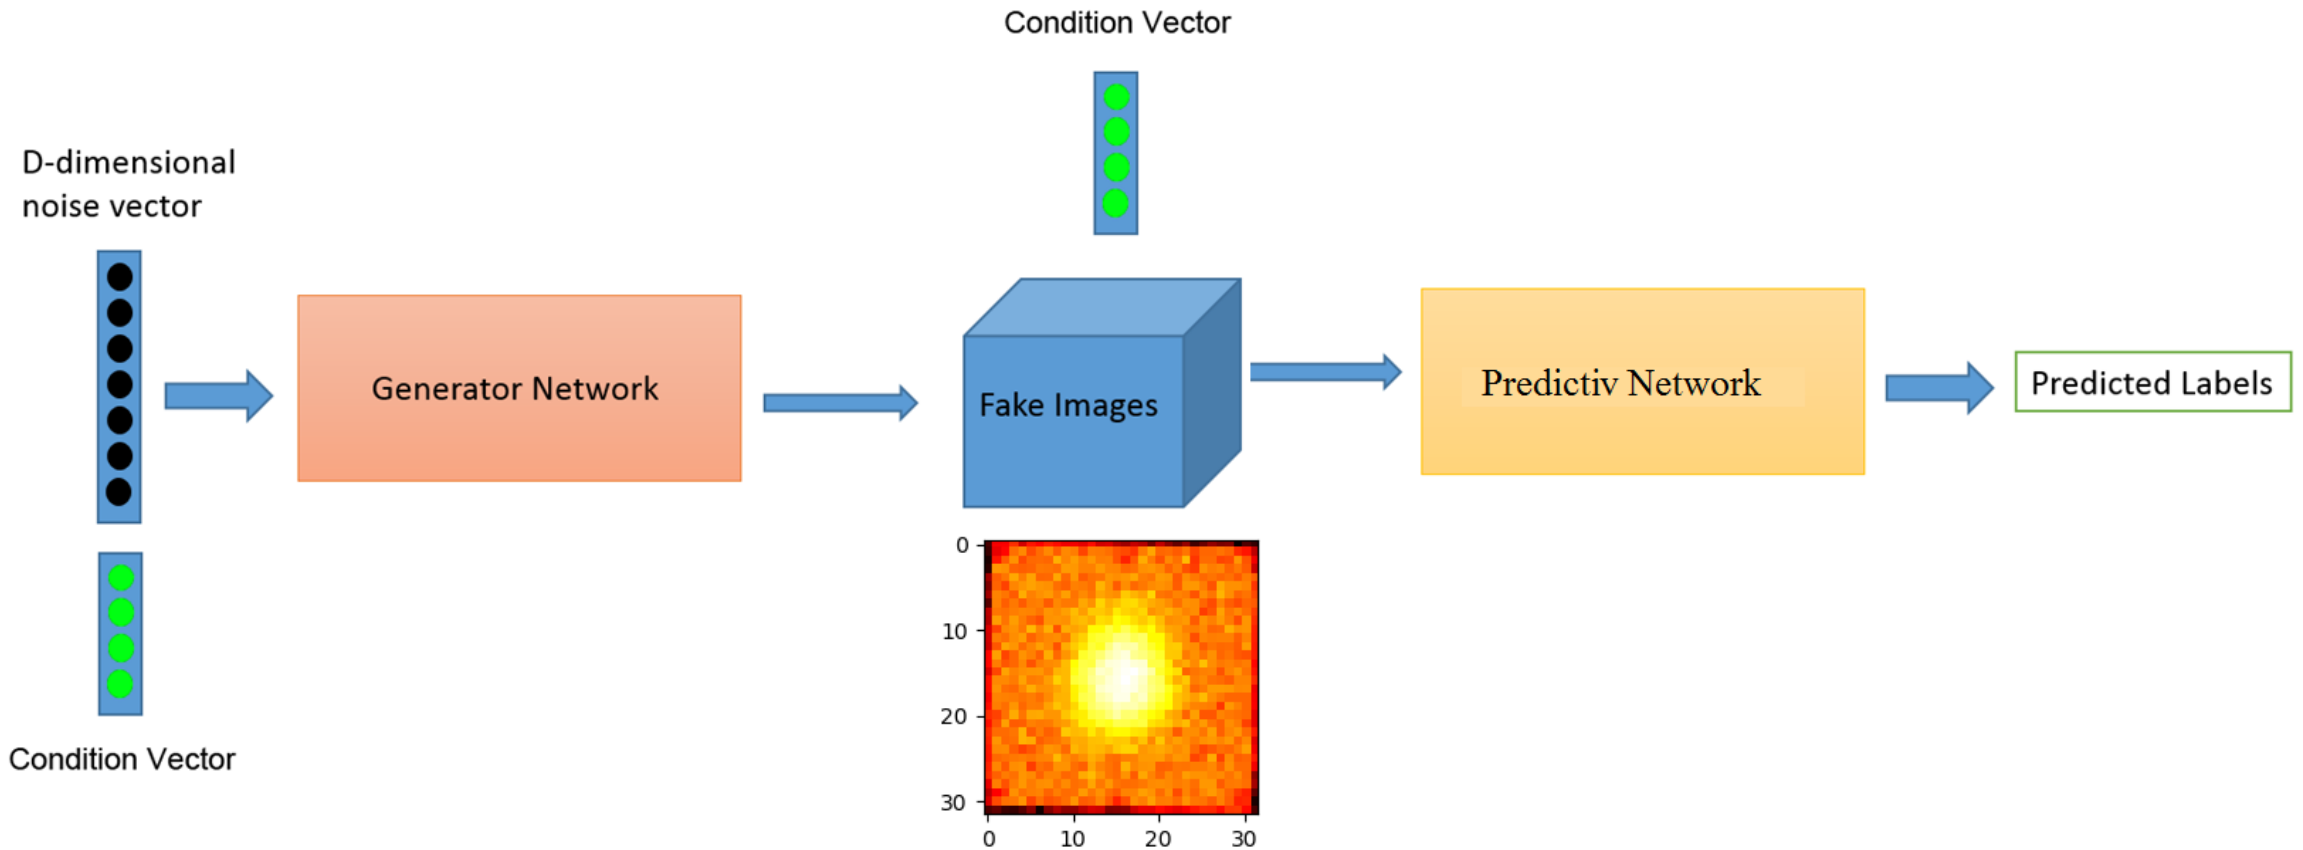 Condition Vector
D-dimensional
noise vector
Generator Network
Fake Images
Predictiv Network
Predicted Labels
Condition Vector
0
10
20
30
0 10 20 30